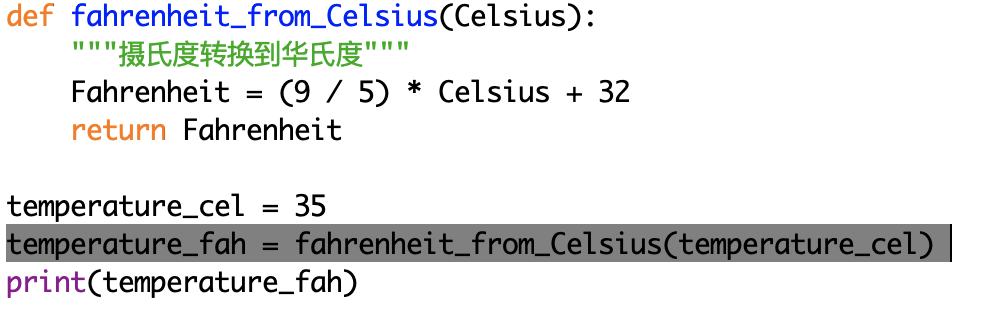 def fahrenheit_from_Celsius(Celsius):
    """摄氏度转换到华氏度"""
    Fahrenheit = (9 / 5) * Celsius + 32
    return Fahrenheit

temperature_cel = 35
temperature_fah = fahrenheit_from_Celsius(temperature_cel)
print(temperature_fah)